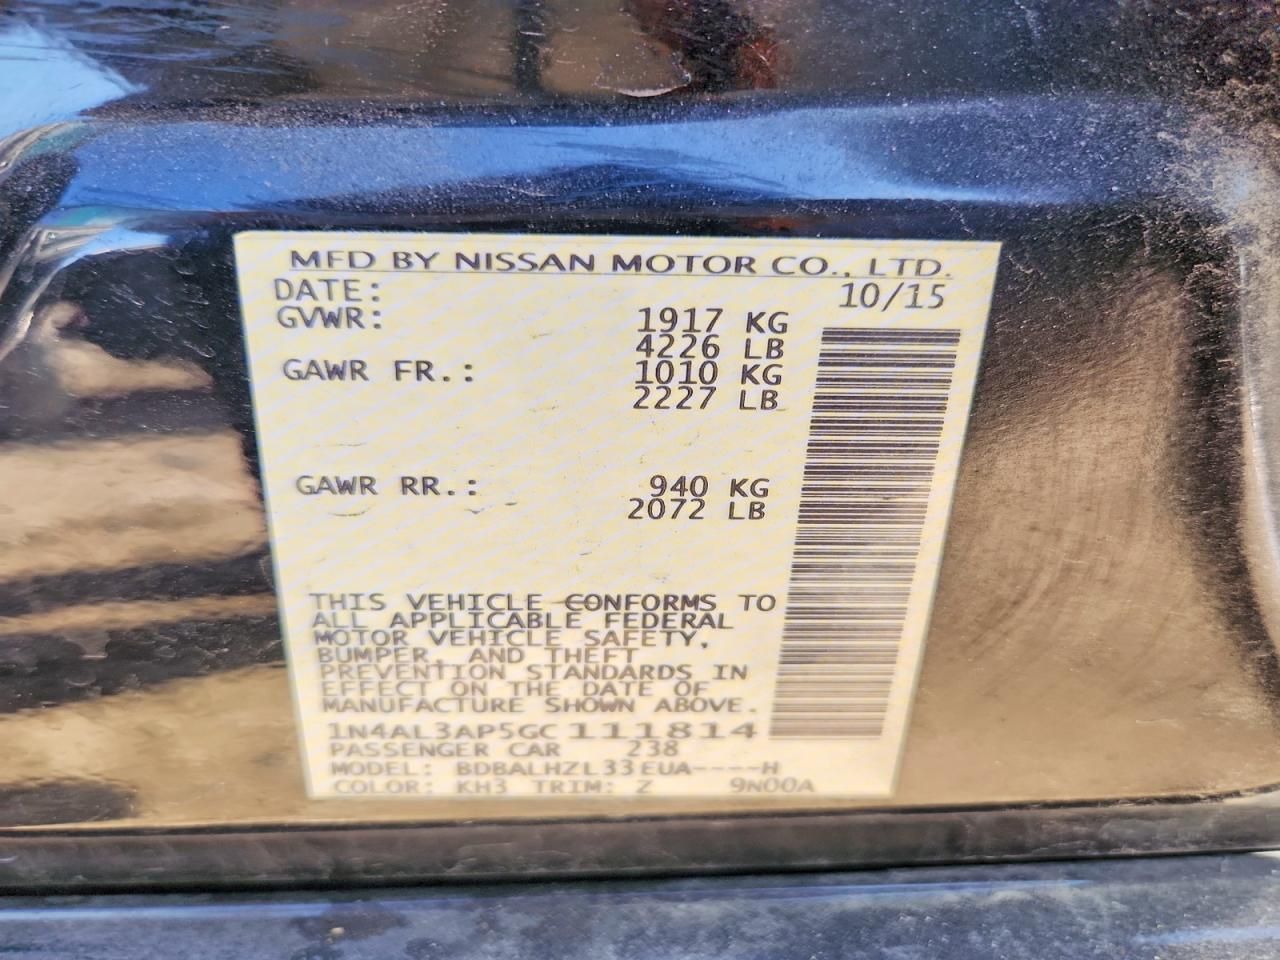 MFD BY NISSAN MOTOR CO., LTD.
DATE: 10/15
GVWR: 1917 KG
4226 LB
GAWR FR.: 1010 KG
2227 LB
GAWR RR.: 940 KG
2072 LB
THIS VEHICLE CONFORMS TO
ALL APPLICABLE FEDERAL
MOTOR VEHICLE SAFETY,
BUMPER, AND THEFT
PREVENTION STANDARDS IN
EFFECT ON THE DATE OF
MANUFACTURE SHOWN ABOVE.
1N4AL3AP5GC111814
PASSENGER CAR 238
MODEL: BDBALHZL33EUA----H
COLOR: KH3 TRIM: Z 9N00A